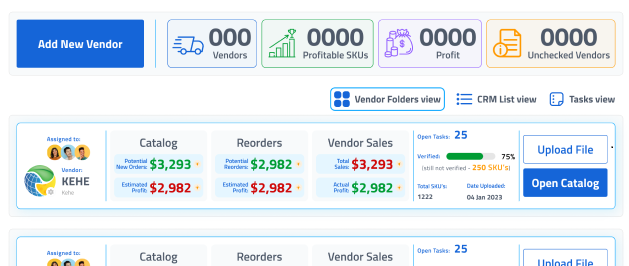 Add New Vendor
000
Vendors
0000
Profitable SKUs
0000
Profit
0000
Unchecked Vendors
Vendor Folders view
CRM List view
Tasks view
Assigned to:
Vendor:
KEHE
Kehe
Catalog
Potential New Orders: $3,293
Estimated Profit: $2,982
Reorders
Potential Reorders: $2,982
Estimated Profit: $2,982
Vendor Sales
Total Sales: $3,293
Actual Profit: $2,982
Open Tasks: 25
Verified: 75%
(still not verified - 250 SKU's)
Total SKU's: Date Uploaded:
1222 04 Jan 2023
Upload File
Open Catalog
Assigned to:
Catalog
Reorders
Vendor Sales
Open Tasks: 25
Upload File